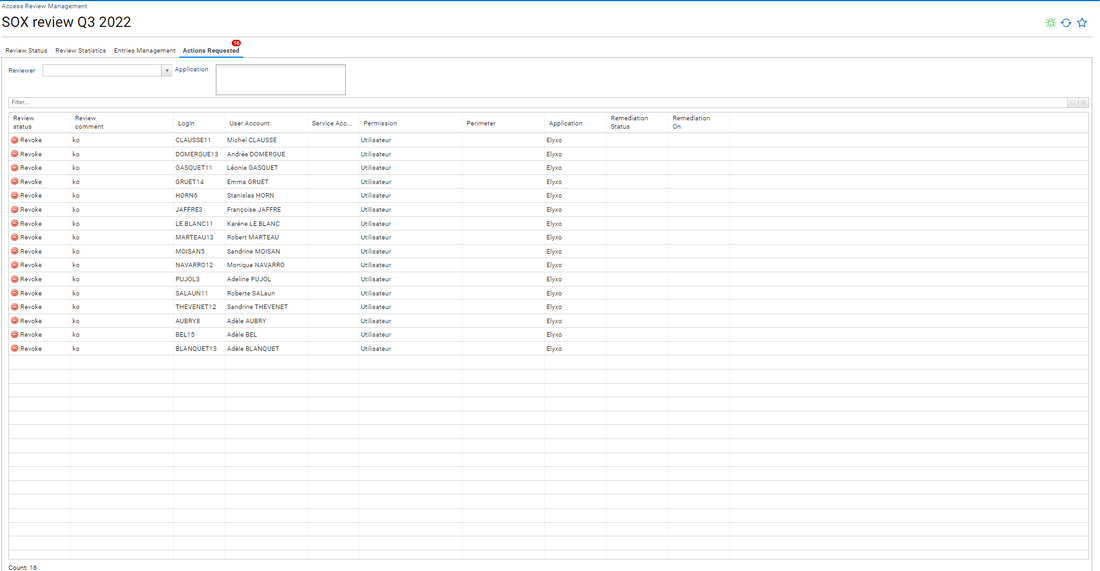 Access Review Management
SOX review Q3 2022
Review Status Review Statistics Entries Management Actions Requested 16
Reviewer Application
Filter...
Review status Review comment Login User Account Service Acc... Permission Perimeter Application Remediation Status Remediation On
Revoke ko CLAUSSE11 Michel CLAUSSE Utilisateur Elyxo
Revoke ko DOMERGUE13 Andrée DOMERGUE Utilisateur Elyxo
Revoke ko GASQUET11 Léonie GASQUET Utilisateur Elyxo
Revoke ko GRUET14 Emma GRUET Utilisateur Elyxo
Revoke ko HORN6 Stanislas HORN Utilisateur Elyxo
Revoke ko JAFFRE3 Françoise JAFFRE Utilisateur Elyxo
Revoke ko LE BLANC11 Karène LE BLANC Utilisateur Elyxo
Revoke ko MARTEAU13 Robert MARTEAU Utilisateur Elyxo
Revoke ko MOISAN5 Sandrine MOISAN Utilisateur Elyxo
Revoke ko NAVARRO12 Monique NAVARRO Utilisateur Elyxo
Revoke ko PUJOL3 Adeline PUJOL Utilisateur Elyxo
Revoke ko SALAUN11 Roberte SALaun Utilisateur Elyxo
Revoke ko THEVENET12 Sandrine THEVENET Utilisateur Elyxo
Revoke ko AUBRY8 Adèle AUBRY Utilisateur Elyxo
Revoke ko BEL15 Adèle BEL Utilisateur Elyxo
Revoke ko BLANQUET13 Adèle BLANQUET Utilisateur Elyxo
Count: 16